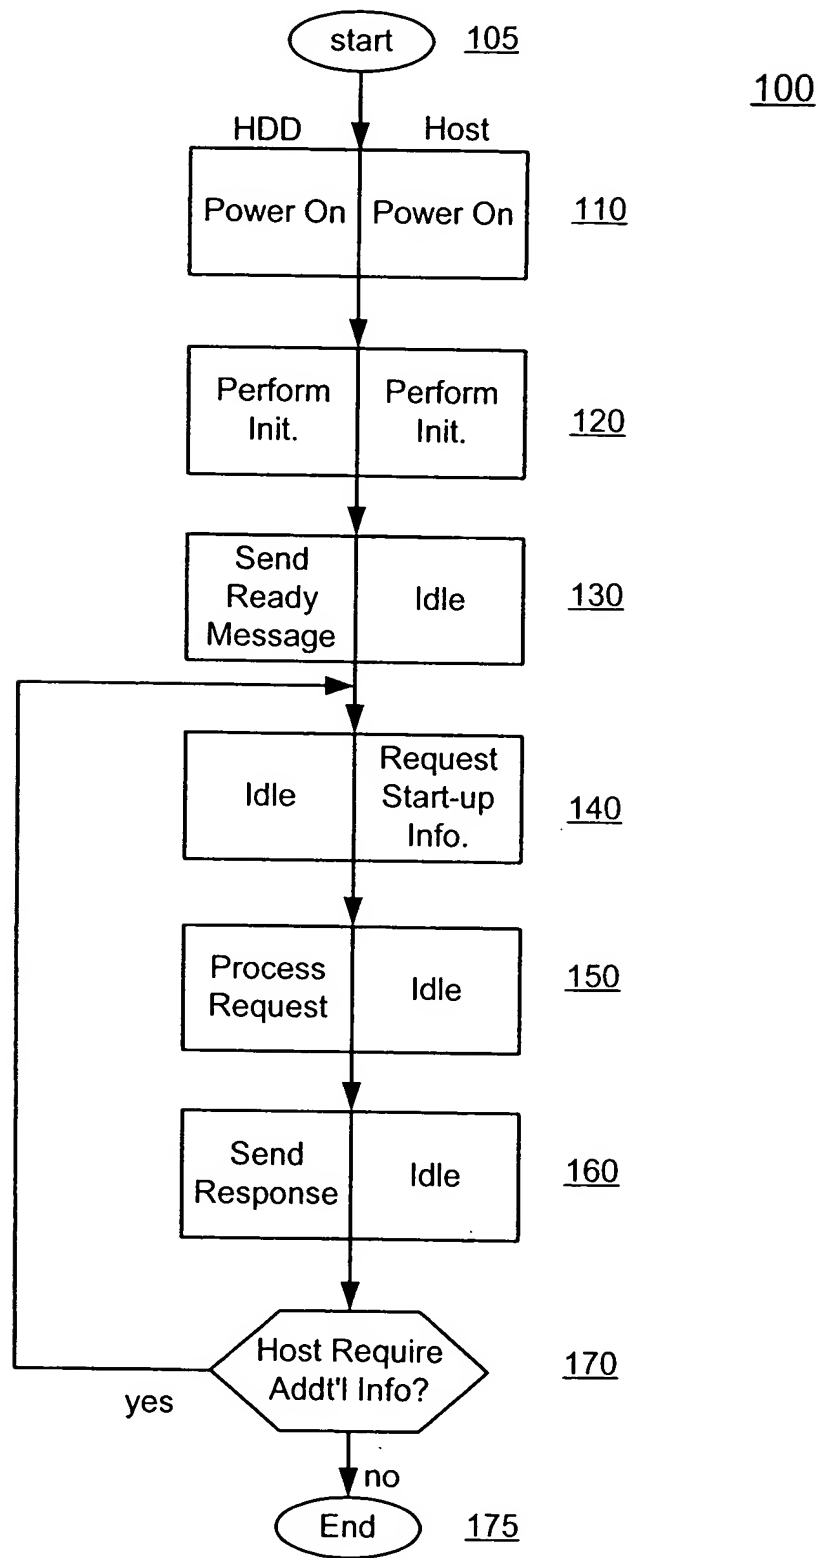 start 105
100
HDD Host
Power On Power On 110
Perform Perform
Init. Init. 120
Send
Ready Idle 130
Message
Request
Idle Start-up 140
Info.
Process
Request Idle 150
Send
Response Idle 160
Host Require 170
Addt'l Info?
yes
no
End 175